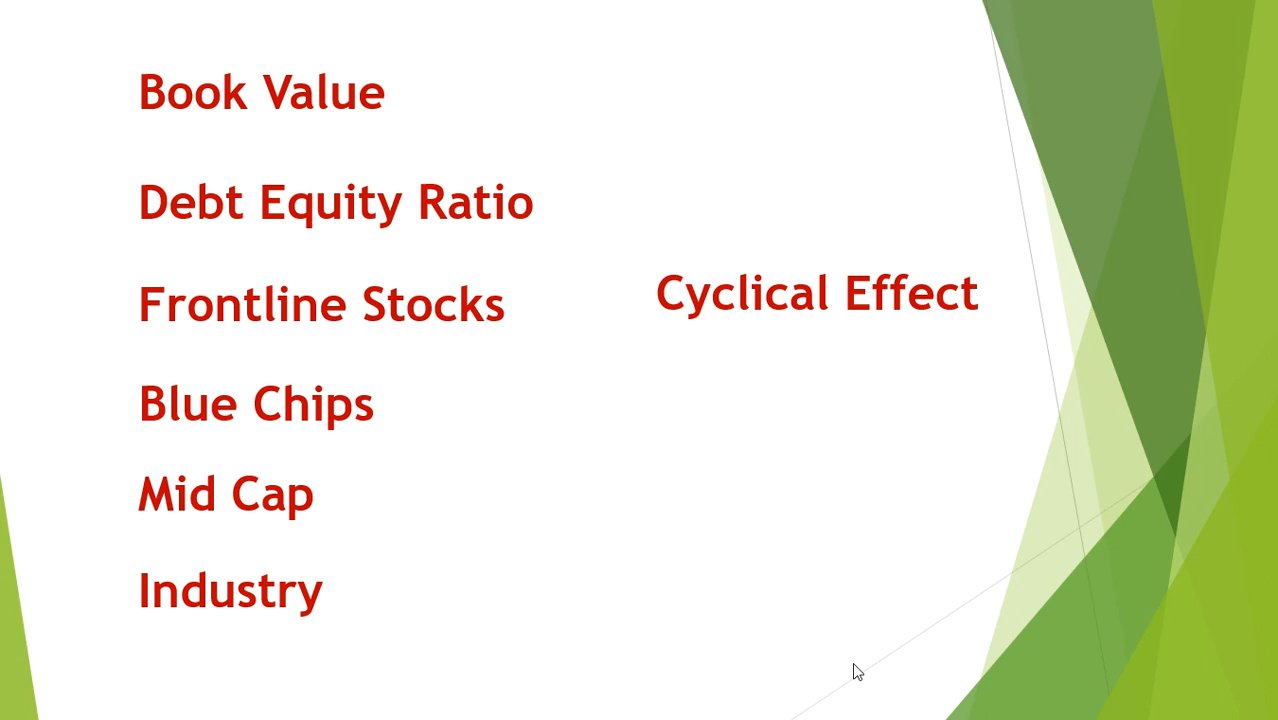 Book Value
Debt Equity Ratio
Frontline Stocks
Cyclical Effect
Blue Chips
Mid Cap
Industry